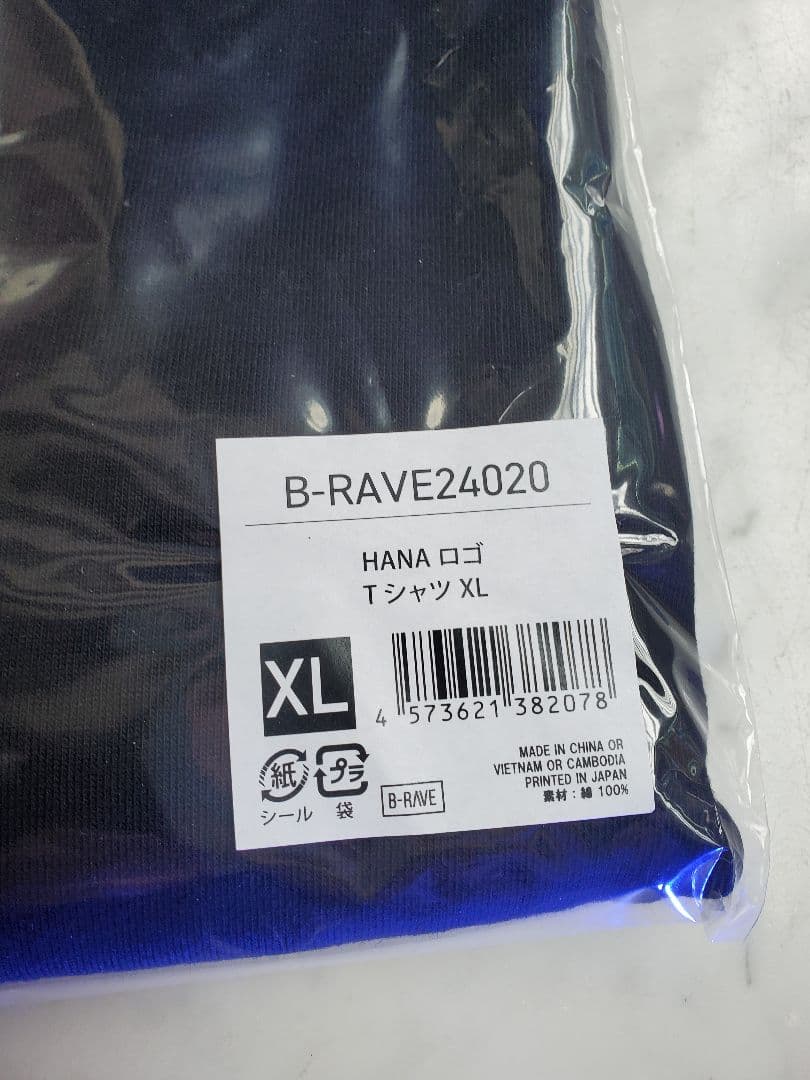 B-RAVE24020
HANA ロゴ
Tシャツ XL
XL
4 573621 382078
紙
プラ
シール 袋
B-RAVE
MADE IN CHINA OR
VIETNAM OR CAMBODIA
PRINTED IN JAPAN
素材：綿 100%